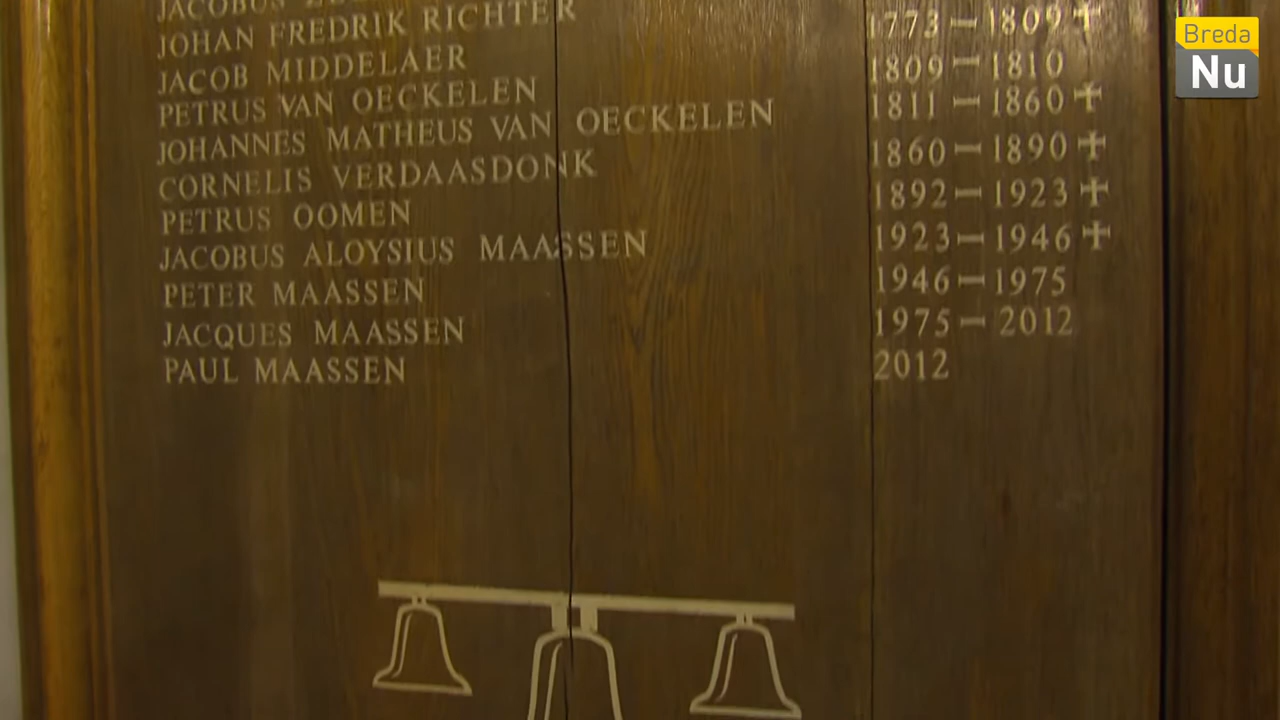 JACOBUS
JOHAN FREDRIK RICHTER
JACOB MIDDELAER 1773 – 1809 ✝
PETRUS VAN OECKELEN 1809 – 1810
JOHANNES MATHEUS VAN OECKELEN 1811 – 1860 ✝
CORNELIS VERDAASDONK 1860 – 1890 ✝
PETRUS OOMEN 1892 – 1923 ✝
JACOBUS ALOYSIUS MAASSEN 1923 – 1946 ✝
PETER MAASSEN 1946 – 1975
JACQUES MAASSEN 1975 – 2012
PAUL MAASSEN 2012
Breda
Nu